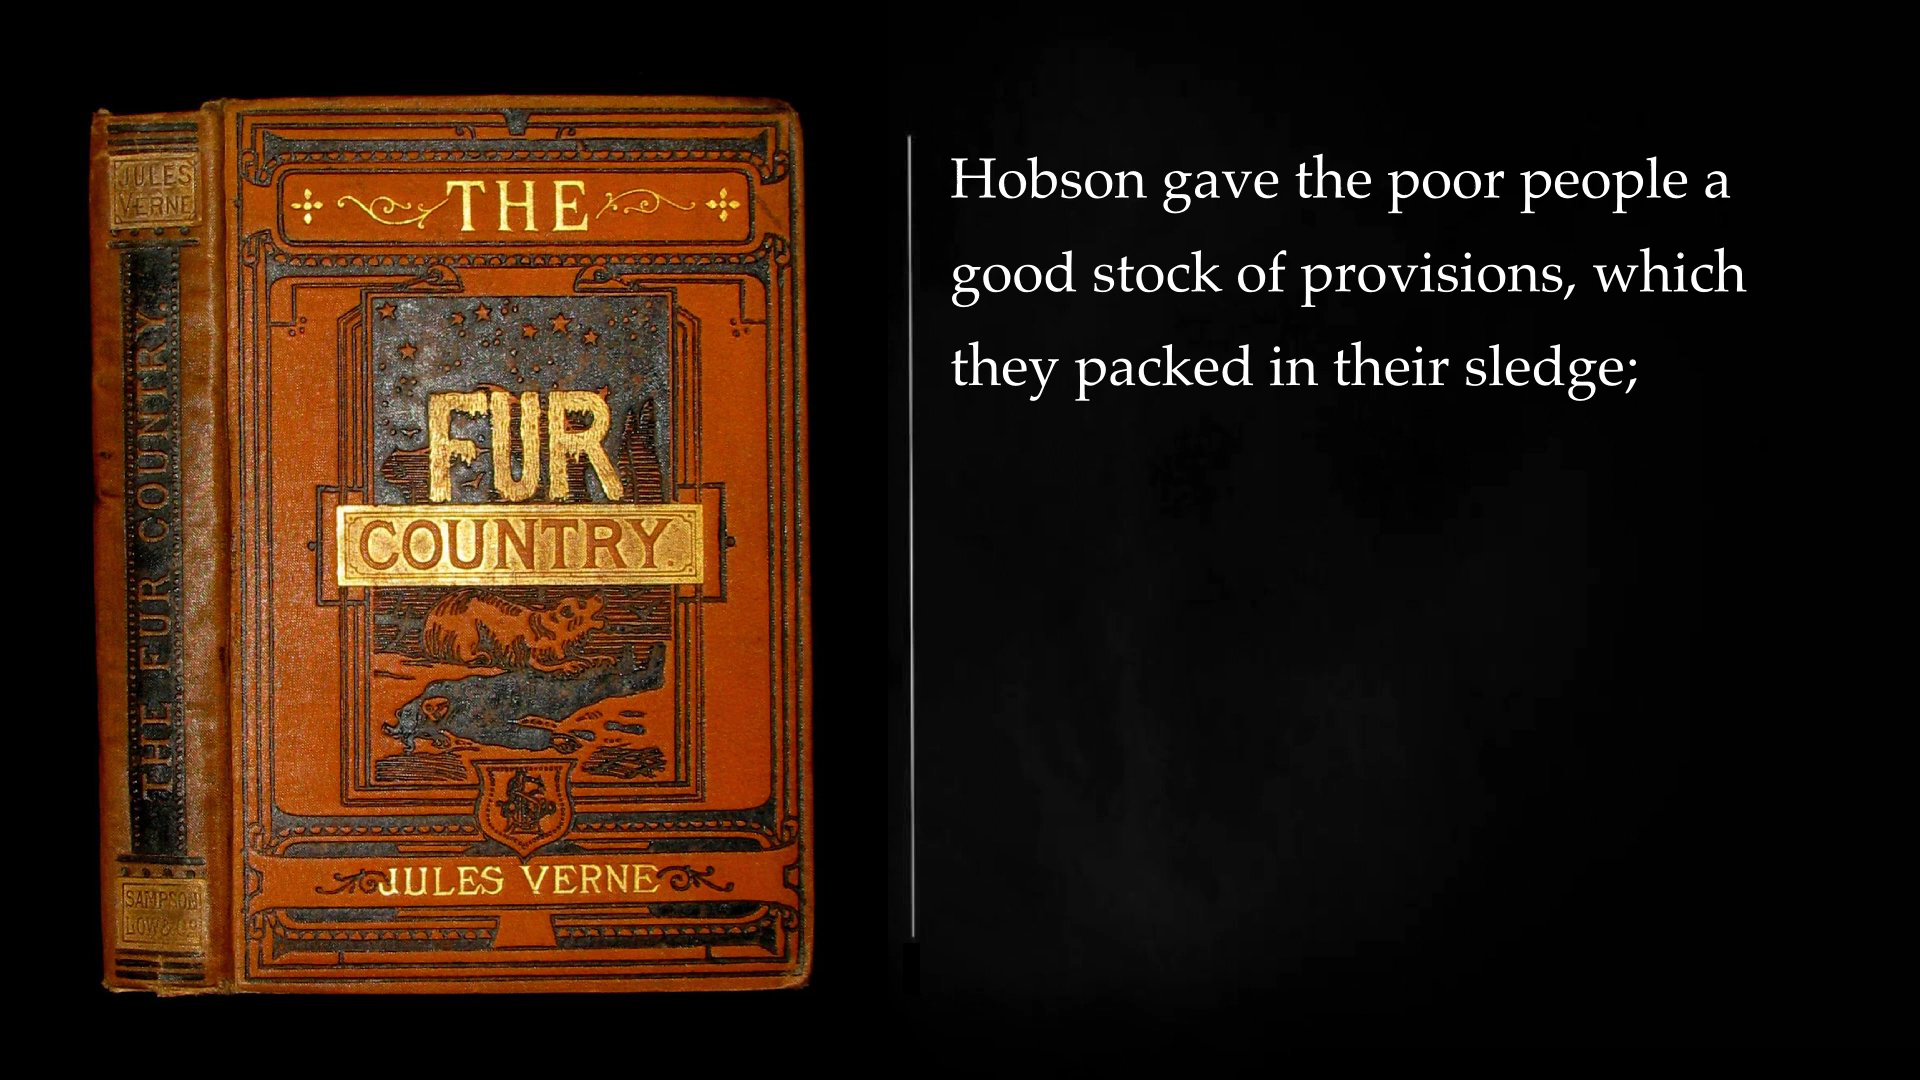 JULES
VERNE
THE FUR COUNTRY.
SAMPSON
LOW & Co
THE
FUR
COUNTRY.
JULES VERNE
Hobson gave the poor people a
good stock of provisions, which
they packed in their sledge;